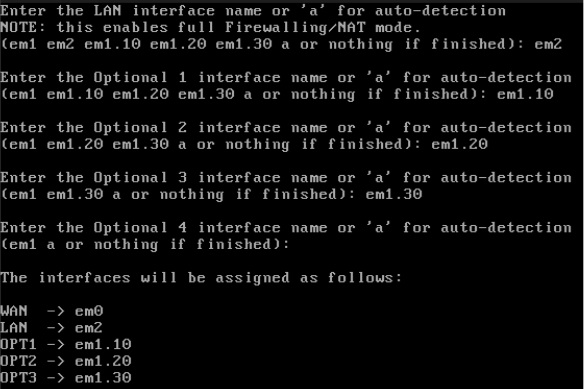 Enter the LAN interface name or 'a' for auto-detection
NOTE: this enables full Firewalling/NAT mode.
(em1 em2 em1.10 em1.20 em1.30 a or nothing if finished): em2
Enter the Optional 1 interface name or 'a' for auto-detection
(em1 em1.10 em1.20 em1.30 a or nothing if finished): em1.10
Enter the Optional 2 interface name or 'a' for auto-detection
(em1 em1.20 em1.30 a or nothing if finished): em1.20
Enter the Optional 3 interface name or 'a' for auto-detection
(em1 em1.30 a or nothing if finished): em1.30
Enter the Optional 4 interface name or 'a' for auto-detection
(em1 a or nothing if finished):
The interfaces will be assigned as follows:
WAN -> em0
LAN -> em2
OPT1 -> em1.10
OPT2 -> em1.20
OPT3 -> em1.30